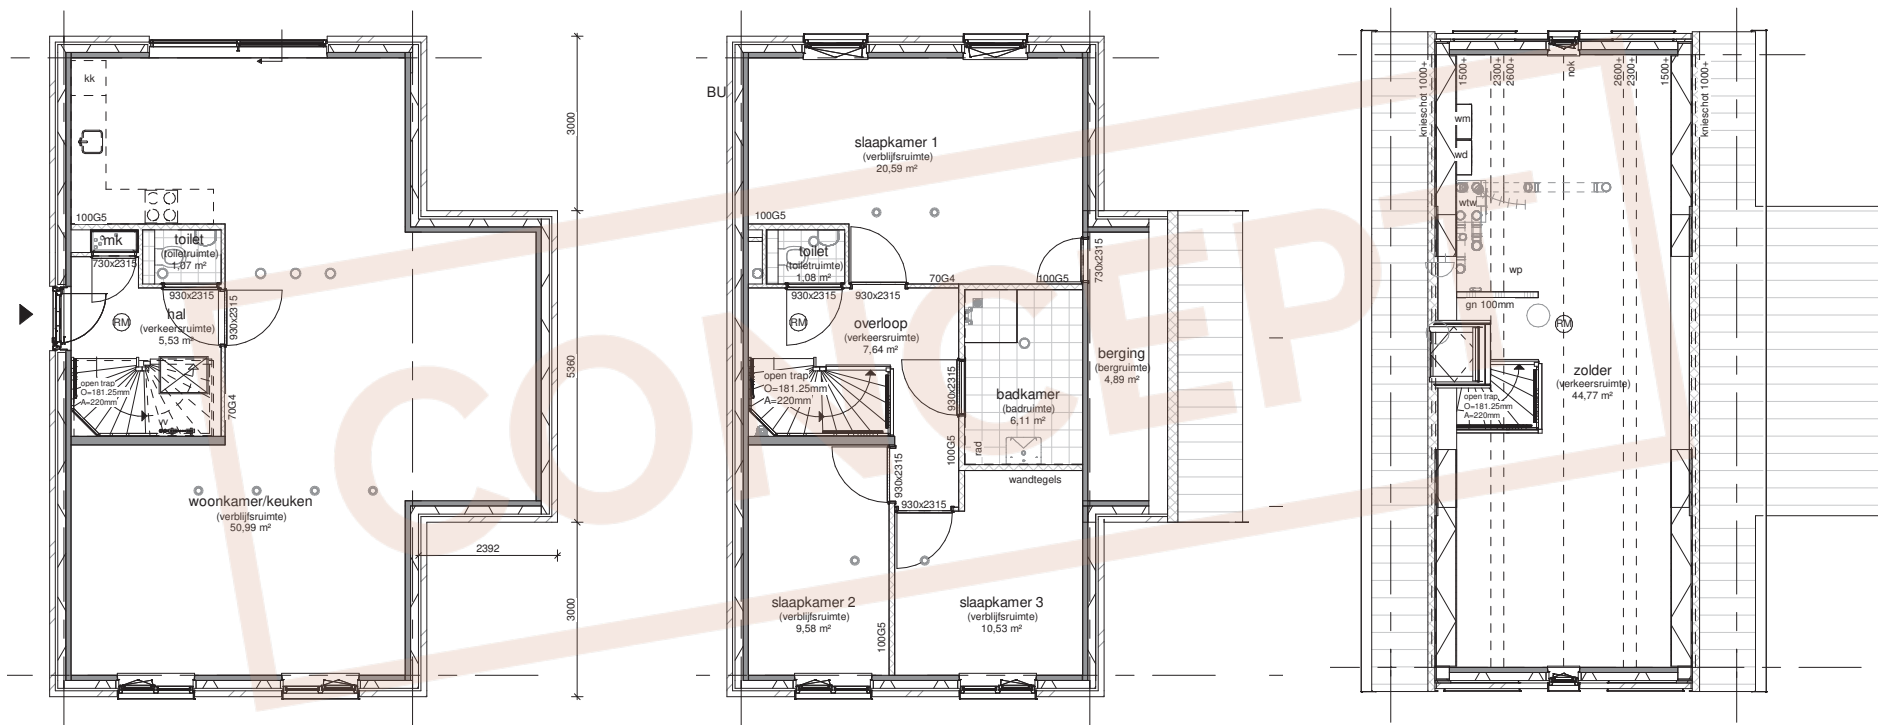 kk
100G5
mk
730x2315
toilet
(toiletruimte)
1,07 m²
930x2315
930x2315
hal
(verkeersruimte)
5,53 m²
RM
open trap
O=181.25mm
A=220mm
vv
70G4
woonkamer/keuken
(verblijfsruimte)
50,99 m²
3000
5360
2392
3000
BU
slaapkamer 1
(verblijfsruimte)
20,59 m²
100G5
toilet
(toiletruimte)
1,08 m²
930x2315
930x2315
70G4
100G5
730x2315
RM
overloop
(verkeersruimte)
7,64 m²
open trap
O=181.25mm
A=220mm
930x2315
badkamer
(badruimte)
6,11 m²
berging
(bergruimte)
4,89 m²
100G5
rad
wandtegels
930x2315
930x2315
slaapkamer 2
(verblijfsruimte)
9,58 m²
100G5
slaapkamer 3
(verblijfsruimte)
10,53 m²
knieschot 1000+
1500+
2300+
2600+
nok
2600+
2300+
1500+
knieschot 1000+
wm
wd
wtw
wp
gn 100mm
RM
zolder
(verkeersruimte)
44,77 m²
open trap
O=181.25mm
A=220mm
CONCEPT